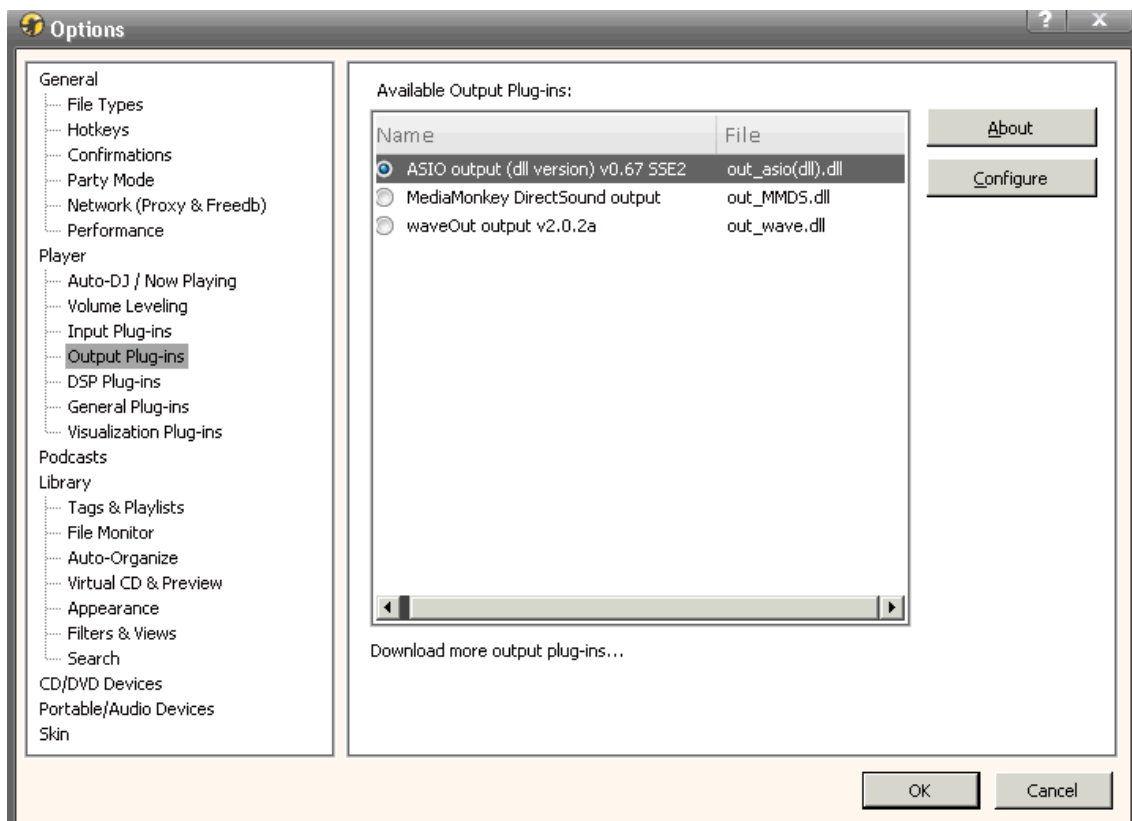 Options
? x
General
File Types
Hotkeys
Confirmations
Party Mode
Network (Proxy & Freedb)
Performance
Player
Auto-DJ / Now Playing
Volume Leveling
Input Plug-ins
Output Plug-ins
DSP Plug-ins
General Plug-ins
Visualization Plug-ins
Podcasts
Library
Tags & Playlists
File Monitor
Auto-Organize
Virtual CD & Preview
Appearance
Filters & Views
Search
CD/DVD Devices
Portable/Audio Devices
Skin
Available Output Plug-ins:
Name File
ASIO output (dll version) v0.67 SSE2 out_asio(dll).dll
MediaMonkey DirectSound output out_MMDS.dll
waveOut output v2.0.2a out_wave.dll
Download more output plug-ins...
About
Configure
OK Cancel